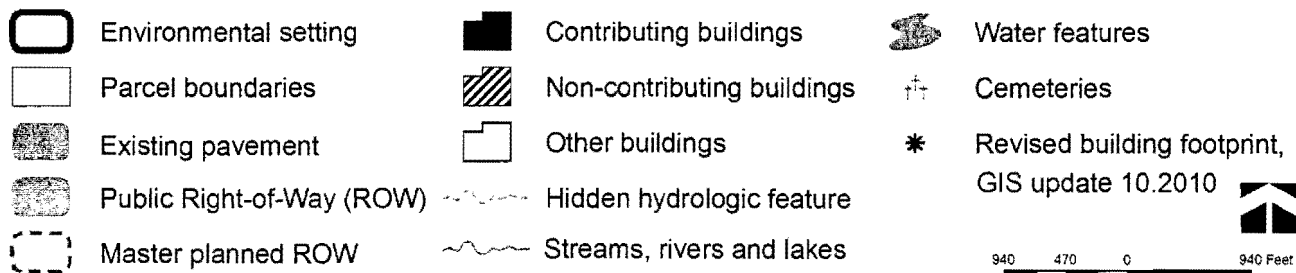 Environmental setting
Parcel boundaries
Existing pavement
Public Right-of-Way (ROW)
Master planned ROW
Contributing buildings
Non-contributing buildings
Other buildings
Hidden hydrologic feature
Streams, rivers and lakes
Water features
Cemeteries
Revised building footprint,
GIS update 10.2010
940 470 0 940 Feet